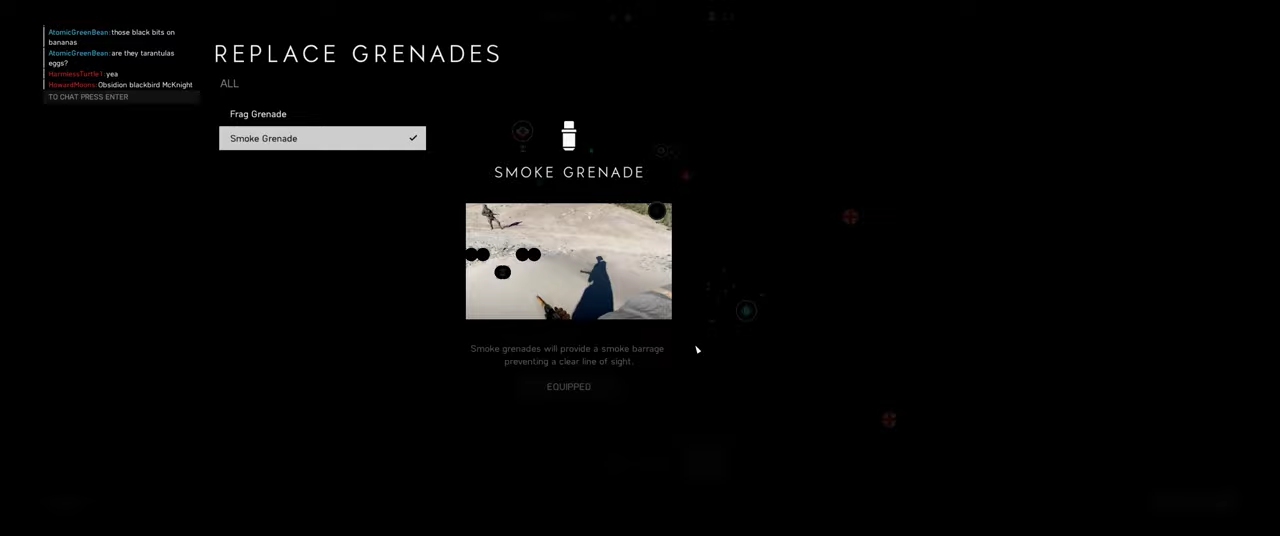 AtomicGreenBean: those black bits on
bananas
AtomicGreenBean: are they tarantulas
eggs?
HarmlessTurtle1: yea
HowardMoons: Obsidion blackbird McKnight
TO CHAT PRESS ENTER
REPLACE GRENADES
ALL
Frag Grenade
Smoke Grenade
SMOKE GRENADE
Smoke grenades will provide a smoke barrage
preventing a clear line of sight.
EQUIPPED